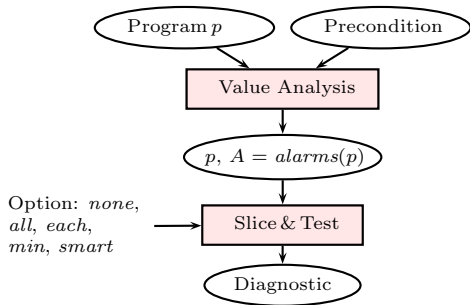 Program p
Precondition
Value Analysis
p, A = alarms(p)
Option: none,
all, each,
min, smart
Slice & Test
Diagnostic